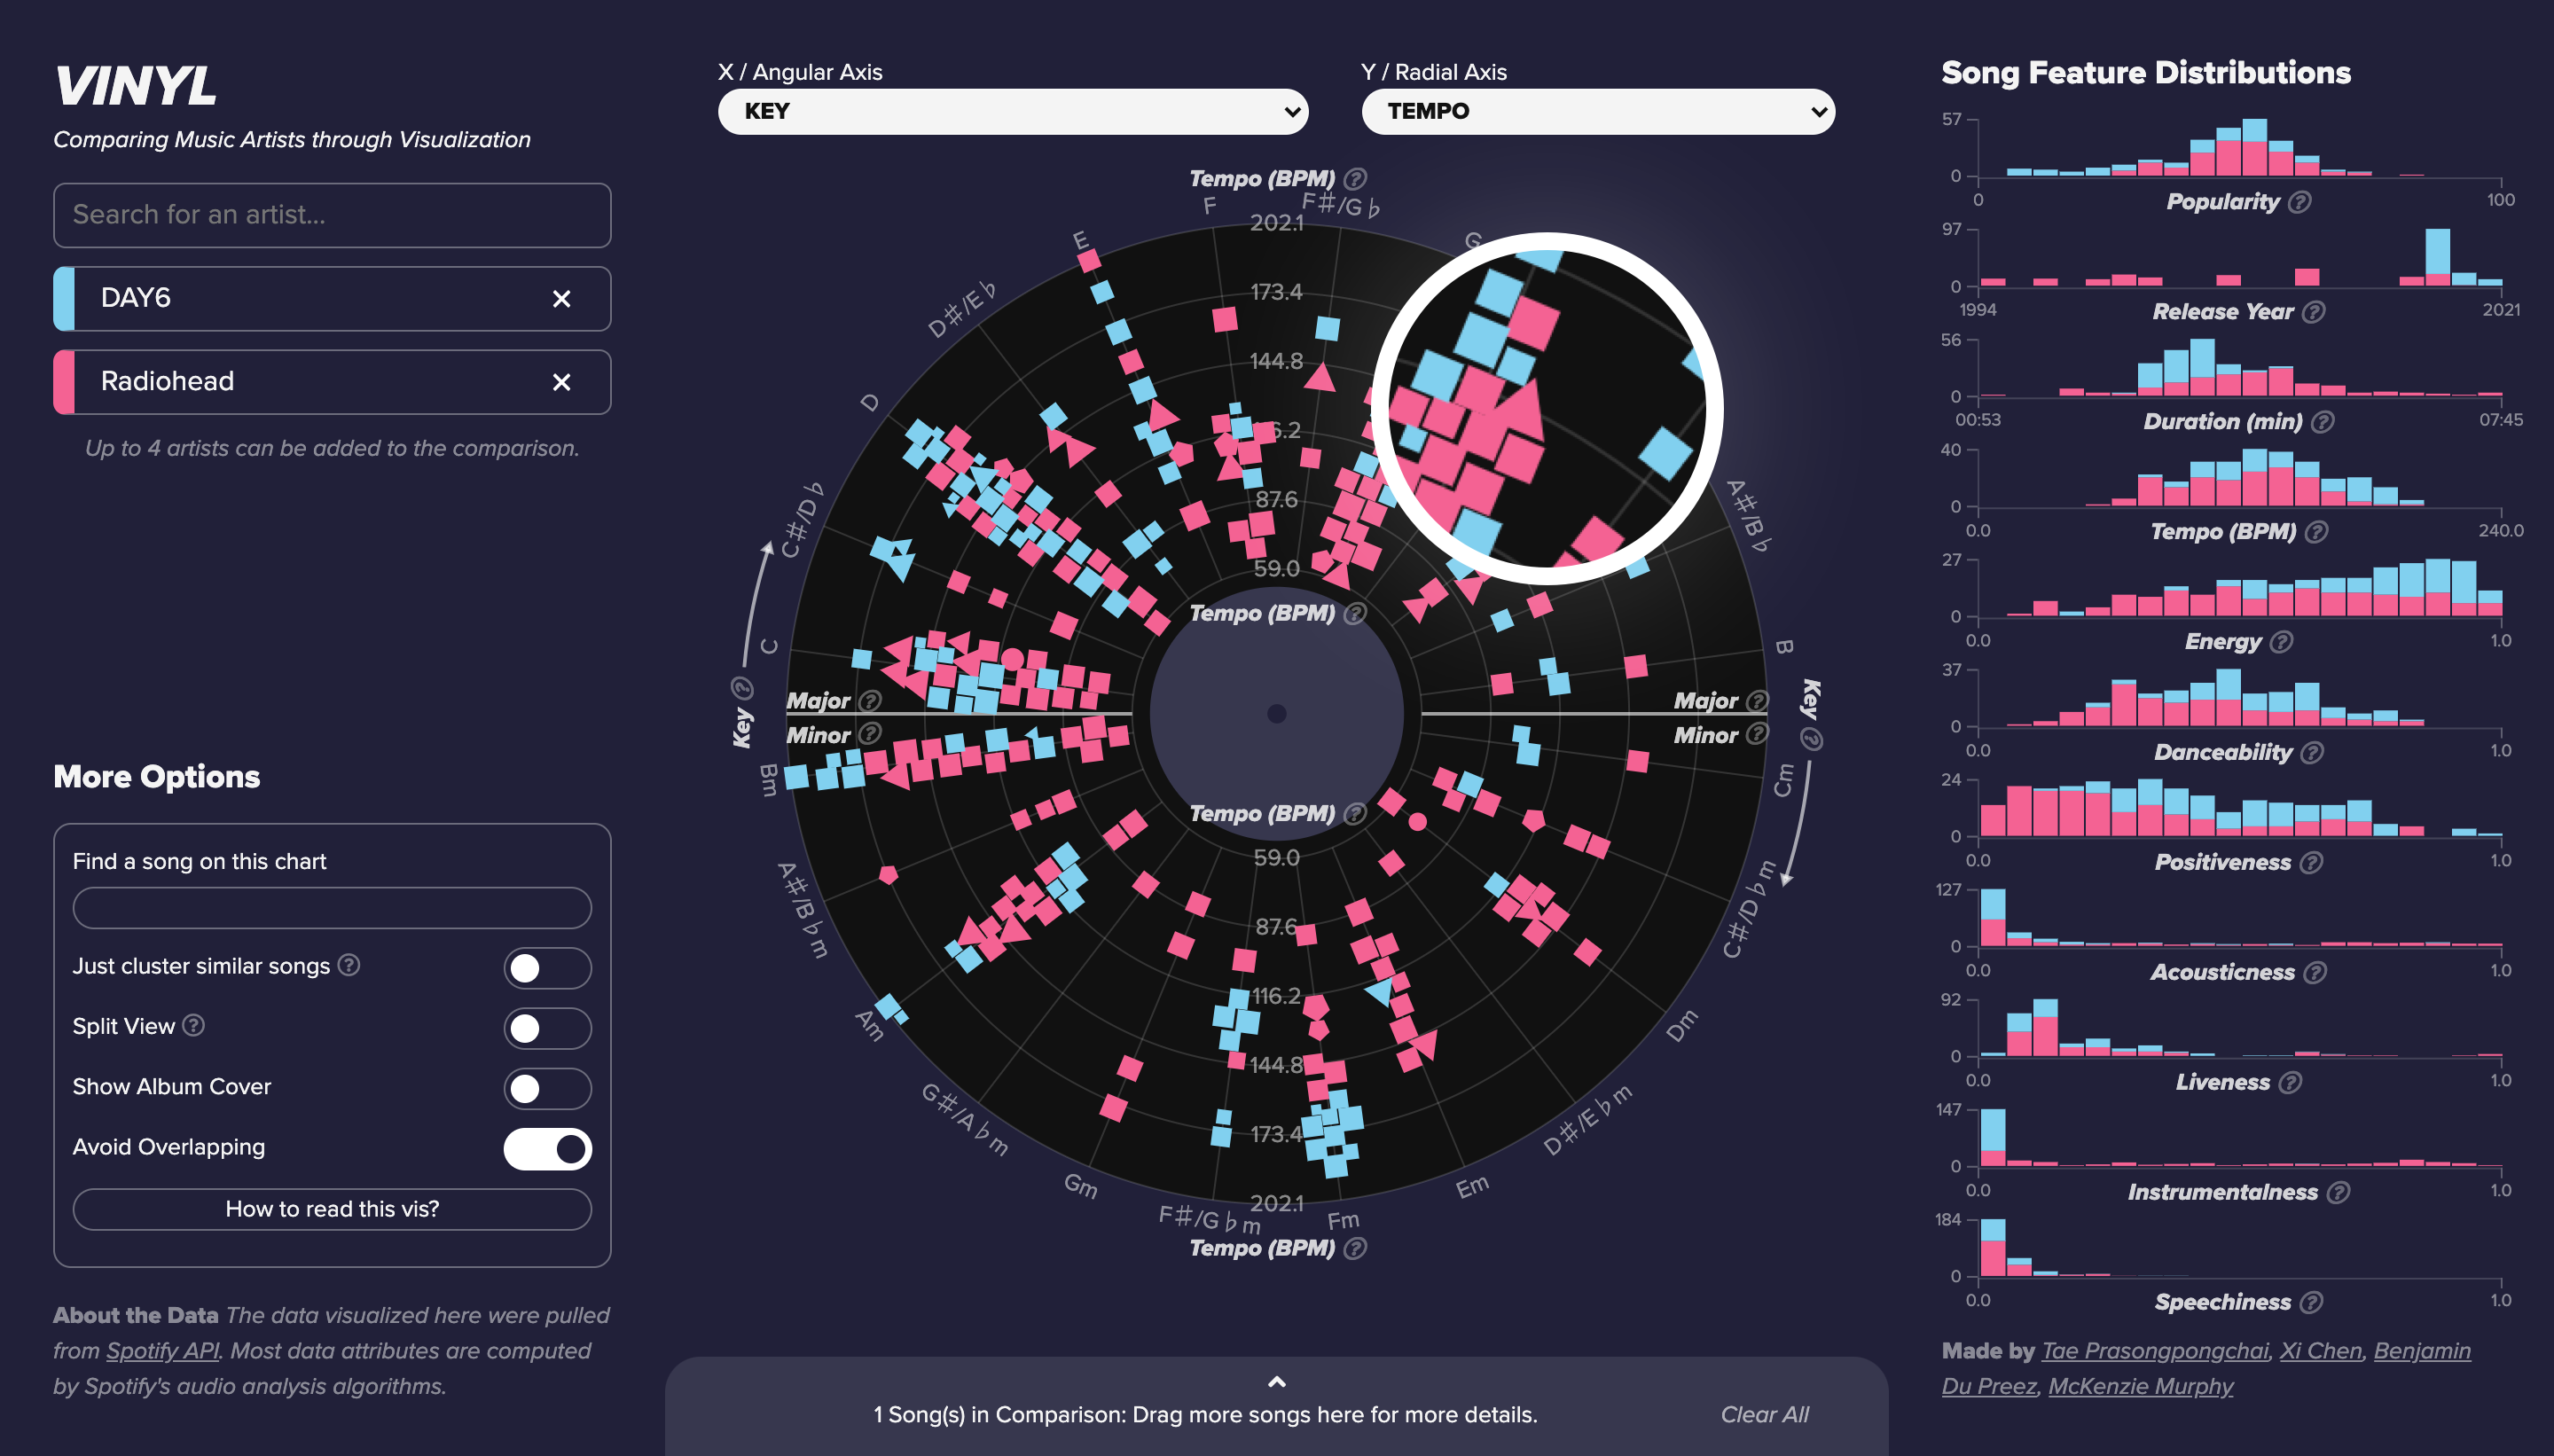 VINYL
Comparing Music Artists through Visualization
Search for an artist...
DAY6
Radiohead
Up to 4 artists can be added to the comparison.
More Options
Find a song on this chart
Just cluster similar songs ?
Split View ?
Show Album Cover
Avoid Overlapping
How to read this vis?
About the Data The data visualized here were pulled
from Spotify API. Most data attributes are computed
by Spotify's audio analysis algorithms.
X / Angular Axis
KEY
Y / Radial Axis
TEMPO
Tempo (BPM) ?
F
F#/G♭
202.1
E
G
173.4
D#/E♭
144.8
D
87.6
A#/B♭
C#/D♭
59.0
Tempo (BPM) ?
C
B
Key ?
Major ?
Major ?
Key ?
Minor ?
Minor ?
Bm
Cm
Tempo (BPM) ?
59.0
A#/B♭m
C#/D♭m
87.6
116.2
Am
Dm
144.8
G#/A♭m
D#/E♭m
173.4
Gm
Em
202.1
F#/G♭m
Fm
Tempo (BPM) ?
1 Song(s) in Comparison: Drag more songs here for more details.
Clear All
Song Feature Distributions
57
0
0
Popularity ?
100
97
0
1994
Release Year ?
2021
56
0
00:53
Duration (min) ?
07:45
40
0
0.0
Tempo (BPM) ?
240.0
27
0
0.0
Energy ?
1.0
37
0
0.0
Danceability ?
1.0
24
0
0.0
Positiveness ?
1.0
127
0
0.0
Acousticness ?
1.0
92
0
0.0
Liveness ?
1.0
147
0
0.0
Instrumentalness ?
1.0
184
0
0.0
Speechiness ?
1.0
Made by Tae Prasongpongchai, Xi Chen, Benjamin
Du Preez, McKenzie Murphy